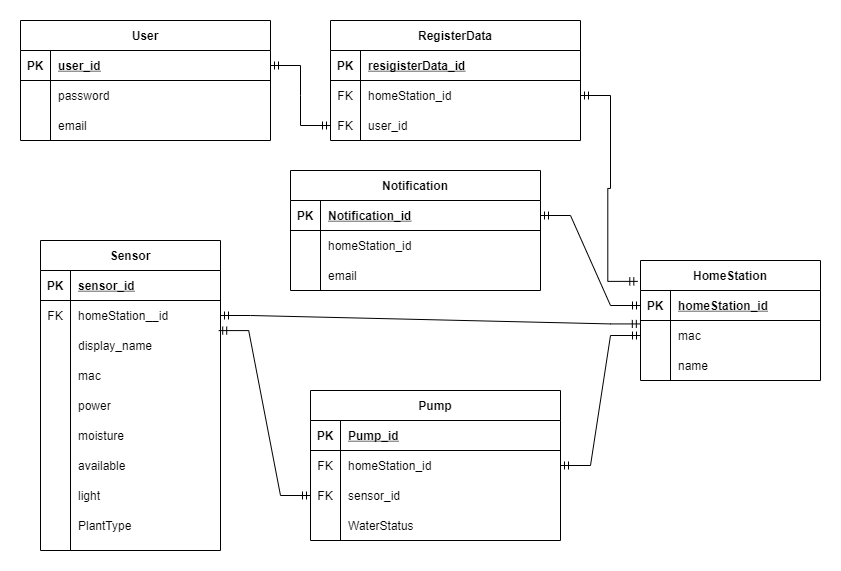 User
PK user_id
password
email
RegisterData
PK resigisterData_id
FK homeStation_id
FK user_id
Notification
PK Notification_id
homeStation_id
email
Sensor
PK sensor_id
FK homeStation__id
display_name
mac
power
moisture
available
light
PlantType
HomeStation
PK homeStation_id
mac
name
Pump
PK Pump_id
FK homeStation_id
FK sensor_id
WaterStatus